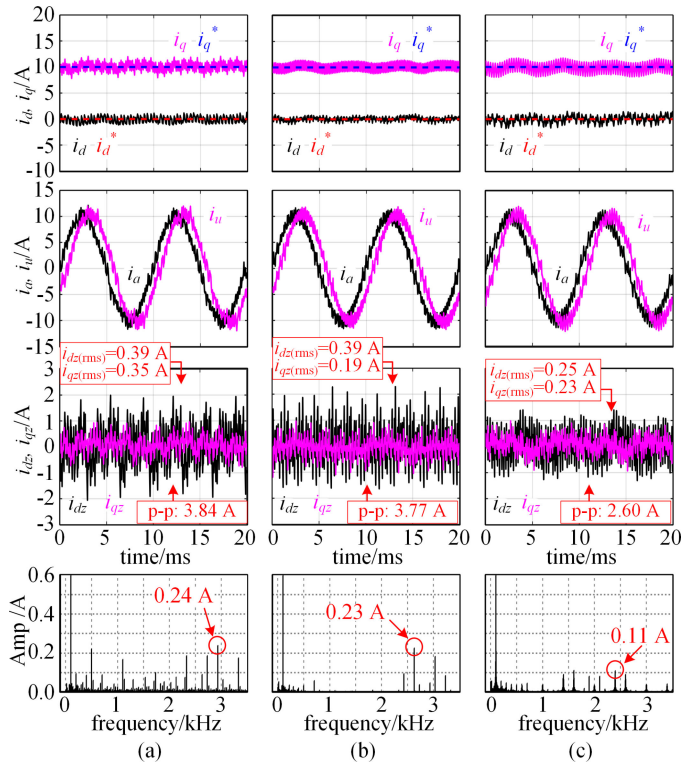 20
15
10
5
0
-5
-10
i_d, i_q/A
i_q i_q^*
i_d i_d^*
i_q i_q^*
i_d i_d^*
i_q i_q^*
i_d i_d^*
15
10
5
0
-5
-10
-15
i_a, i_u/A
i_u
i_a
i_u
i_a
i_u
i_a
i_dz(rms)=0.39 A
i_qz(rms)=0.35 A
i_dz(rms)=0.39 A
i_qz(rms)=0.19 A
i_dz(rms)=0.25 A
i_qz(rms)=0.23 A
3
2
1
0
-1
-2
-3
i_dz, i_qz/A
i_dz i_qz
p-p: 3.84 A
i_dz i_qz
p-p: 3.77 A
i_dz i_qz
p-p: 2.60 A
0 5 10 15 20
0 5 10 15 20
0 5 10 15 20
time/ms
time/ms
time/ms
0.6
0.4
0.2
0.0
Amp /A
0.24 A
0.23 A
0.11 A
0 1 2 3
0 1 2 3
0 1 2 3
frequency/kHz
frequency/kHz
frequency/kHz
(a)
(b)
(c)